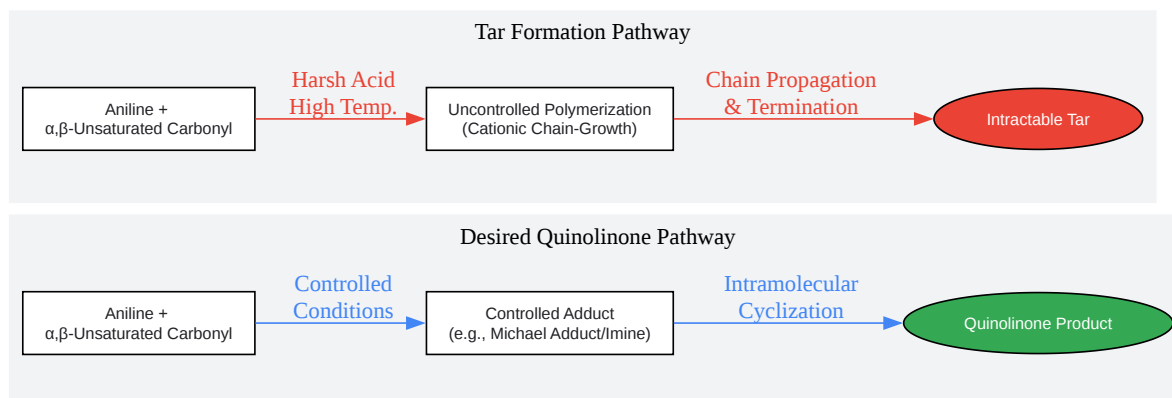 Tar Formation Pathway
Aniline +
α,β-Unsaturated Carbonyl
Harsh Acid
High Temp.
Uncontrolled Polymerization
(Cationic Chain-Growth)
Chain Propagation
& Termination
Intractable Tar
Desired Quinolinone Pathway
Aniline +
α,β-Unsaturated Carbonyl
Controlled
Conditions
Controlled Adduct
(e.g., Michael Adduct/Imine)
Intramolecular
Cyclization
Quinolinone Product